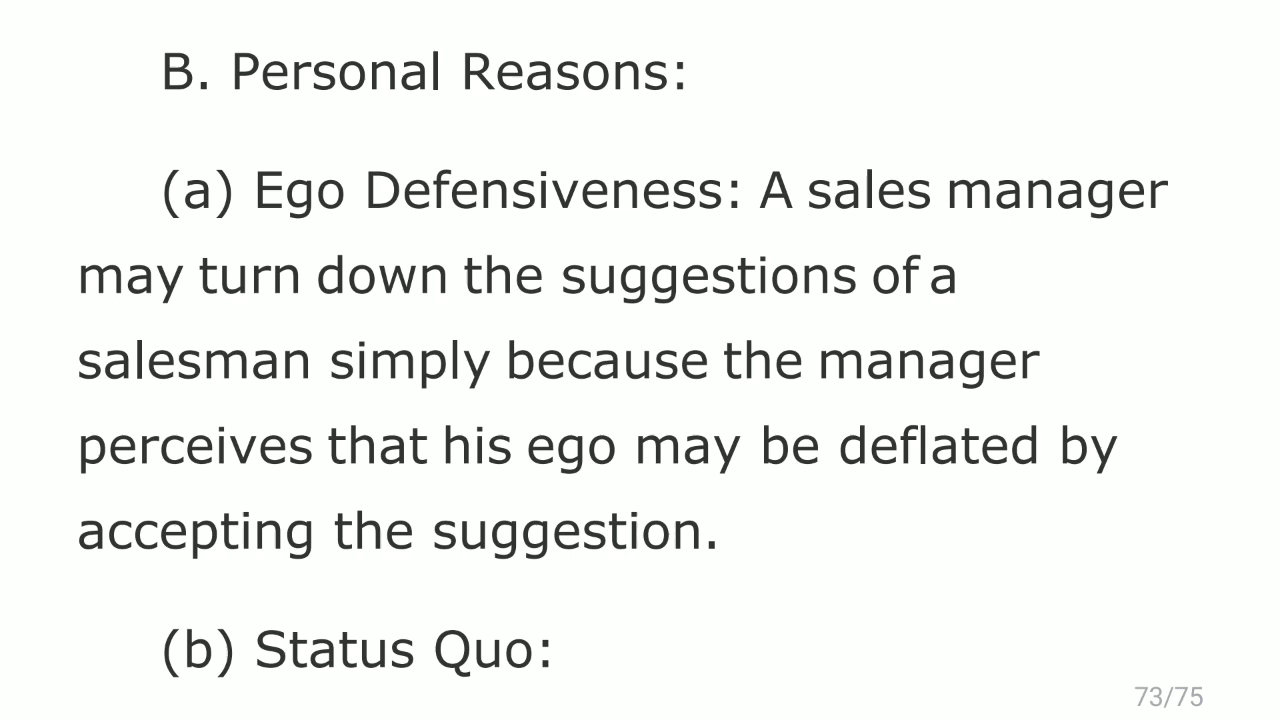 B. Personal Reasons:
(a) Ego Defensiveness: A sales manager
may turn down the suggestions of a
salesman simply because the manager
perceives that his ego may be deflated by
accepting the suggestion.
(b) Status Quo:
73/75